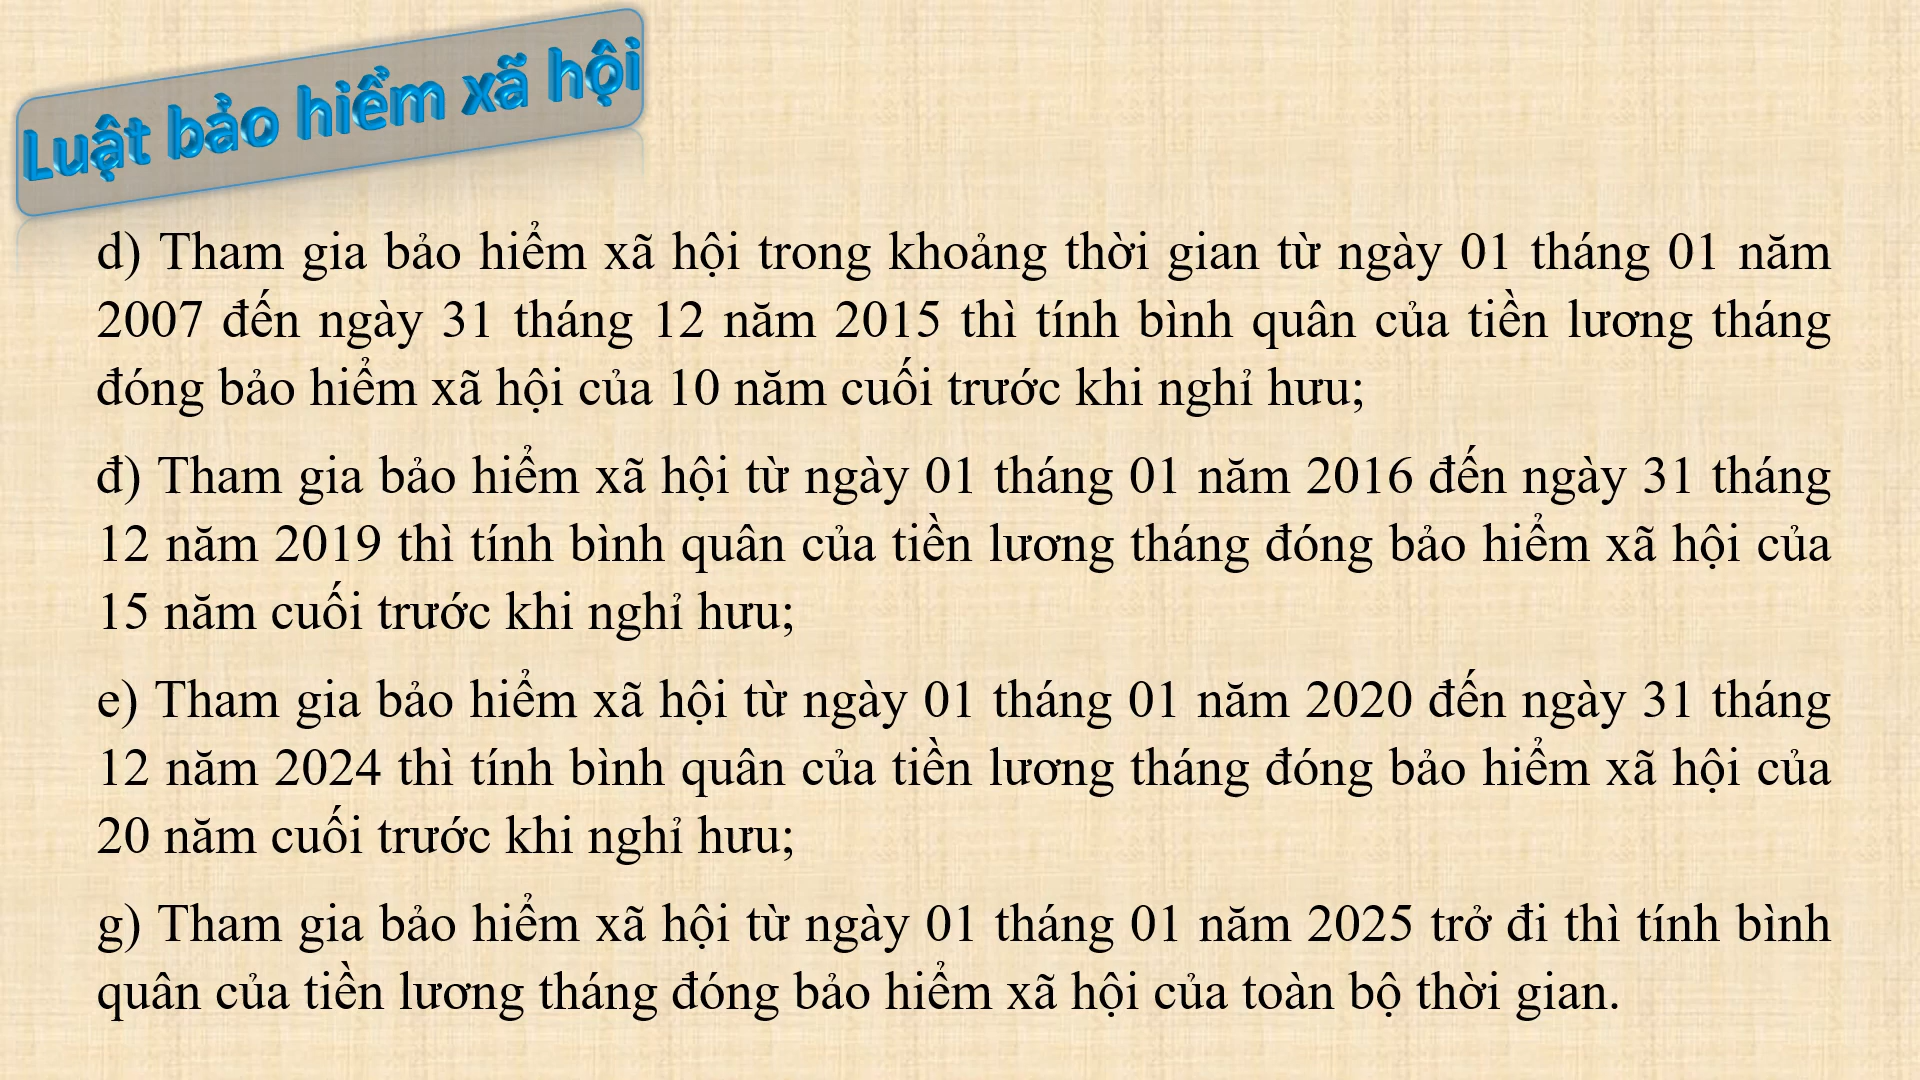 Luật bảo hiểm xã hội
d) Tham gia bảo hiểm xã hội trong khoảng thời gian từ ngày 01 tháng 01 năm
2007 đến ngày 31 tháng 12 năm 2015 thì tính bình quân của tiền lương tháng
đóng bảo hiểm xã hội của 10 năm cuối trước khi nghỉ hưu;
đ) Tham gia bảo hiểm xã hội từ ngày 01 tháng 01 năm 2016 đến ngày 31 tháng
12 năm 2019 thì tính bình quân của tiền lương tháng đóng bảo hiểm xã hội của
15 năm cuối trước khi nghỉ hưu;
e) Tham gia bảo hiểm xã hội từ ngày 01 tháng 01 năm 2020 đến ngày 31 tháng
12 năm 2024 thì tính bình quân của tiền lương tháng đóng bảo hiểm xã hội của
20 năm cuối trước khi nghỉ hưu;
g) Tham gia bảo hiểm xã hội từ ngày 01 tháng 01 năm 2025 trở đi thì tính bình
quân của tiền lương tháng đóng bảo hiểm xã hội của toàn bộ thời gian.